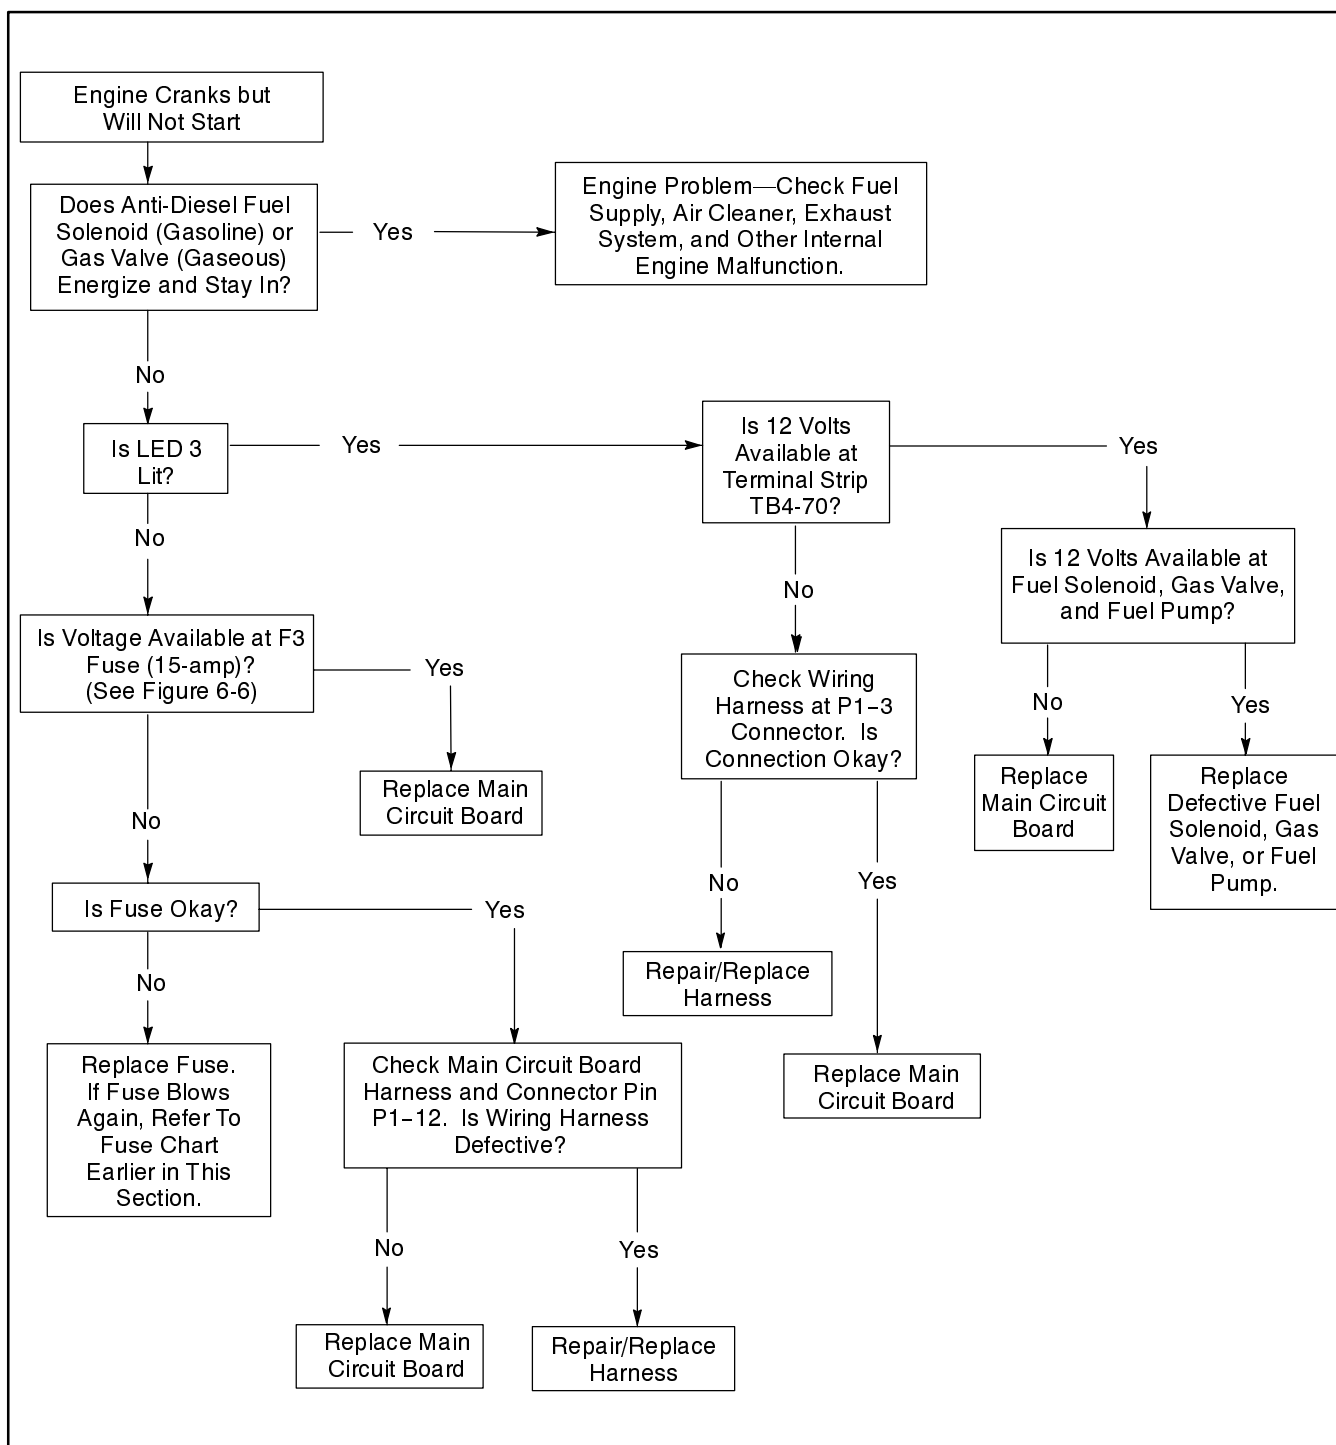 Engine Cranks but
Will Not Start
Does Anti-Diesel Fuel
Solenoid (Gasoline) or
Gas Valve (Gaseous)
Energize and Stay In?
Yes
Engine Problem—Check Fuel
Supply, Air Cleaner, Exhaust
System, and Other Internal
Engine Malfunction.
No
Is LED 3
Lit?
Yes
Is 12 Volts
Available at
Terminal Strip
TB4-70?
Yes
No
No
Is 12 Volts Available at
Fuel Solenoid, Gas Valve,
and Fuel Pump?
Is Voltage Available at F3
Fuse (15-amp)?
(See Figure 6-6)
Yes
Check Wiring
Harness at P1–3
Connector.  Is
Connection Okay?
No
Yes
Replace Main
Circuit Board
Replace
Main Circuit
Board
Replace
Defective Fuel
Solenoid, Gas
Valve, or Fuel
Pump.
No
Is Fuse Okay?
Yes
No
Yes
No
Repair/Replace
Harness
Replace Fuse.
If Fuse Blows
Again, Refer To
Fuse Chart
Earlier in This
Section.
Check Main Circuit Board
Harness and Connector Pin
P1–12.  Is Wiring Harness
Defective?
Replace Main
Circuit Board
No
Yes
Replace Main
Circuit Board
Repair/Replace
Harness